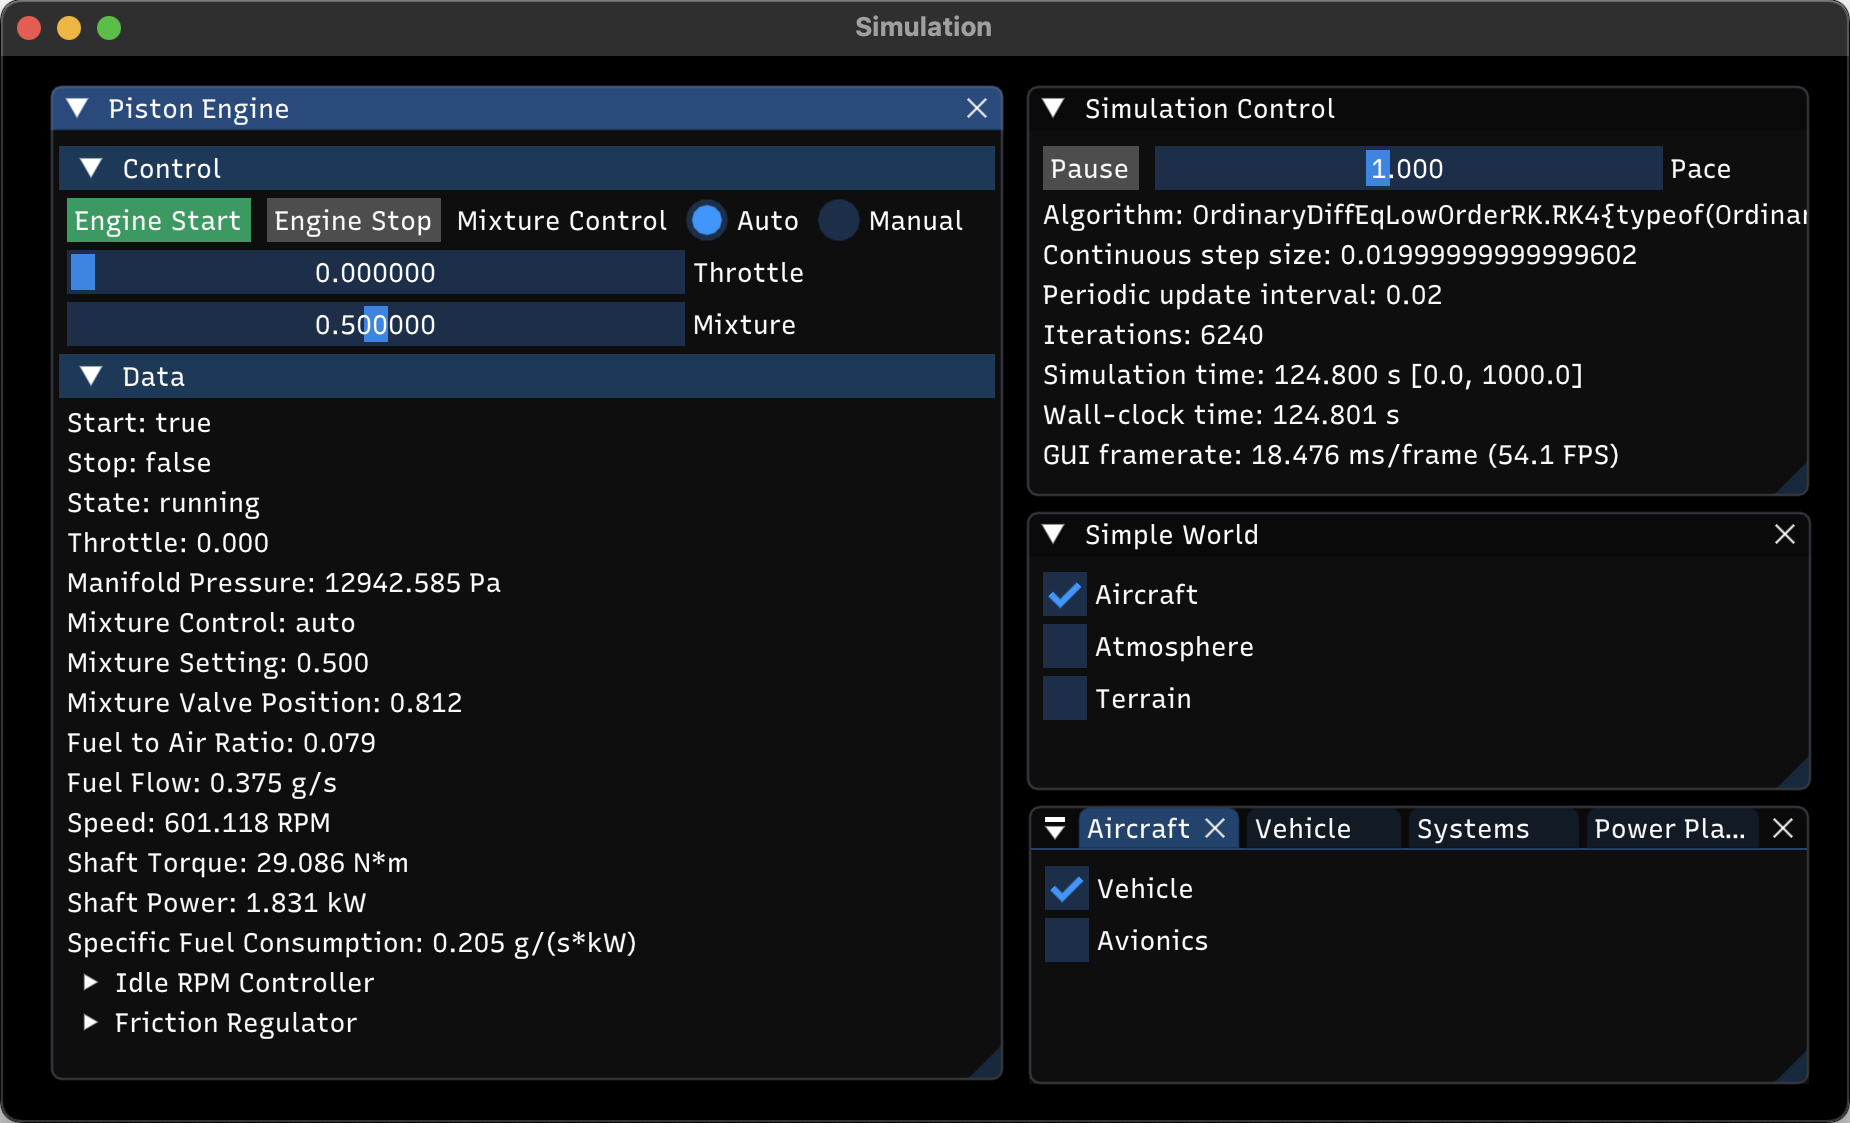 Simulation
Piston Engine
Control
Engine Start Engine Stop Mixture Control Auto Manual
0.000000 Throttle
0.500000 Mixture
Data
Start: true
Stop: false
State: running
Throttle: 0.000
Manifold Pressure: 12942.585 Pa
Mixture Control: auto
Mixture Setting: 0.500
Mixture Valve Position: 0.812
Fuel to Air Ratio: 0.079
Fuel Flow: 0.375 g/s
Speed: 601.118 RPM
Shaft Torque: 29.086 N*m
Shaft Power: 1.831 kW
Specific Fuel Consumption: 0.205 g/(s*kW)
Idle RPM Controller
Friction Regulator
Simulation Control
Pause 1.000 Pace
Algorithm: OrdinaryDiffEqLowOrderRK.RK4{typeof(Ordinar
Continuous step size: 0.01999999999999602
Periodic update interval: 0.02
Iterations: 6240
Simulation time: 124.800 s [0.0, 1000.0]
Wall-clock time: 124.801 s
GUI framerate: 18.476 ms/frame (54.1 FPS)
Simple World
Aircraft
Atmosphere
Terrain
Aircraft Vehicle Systems Power Pla...
Vehicle
Avionics